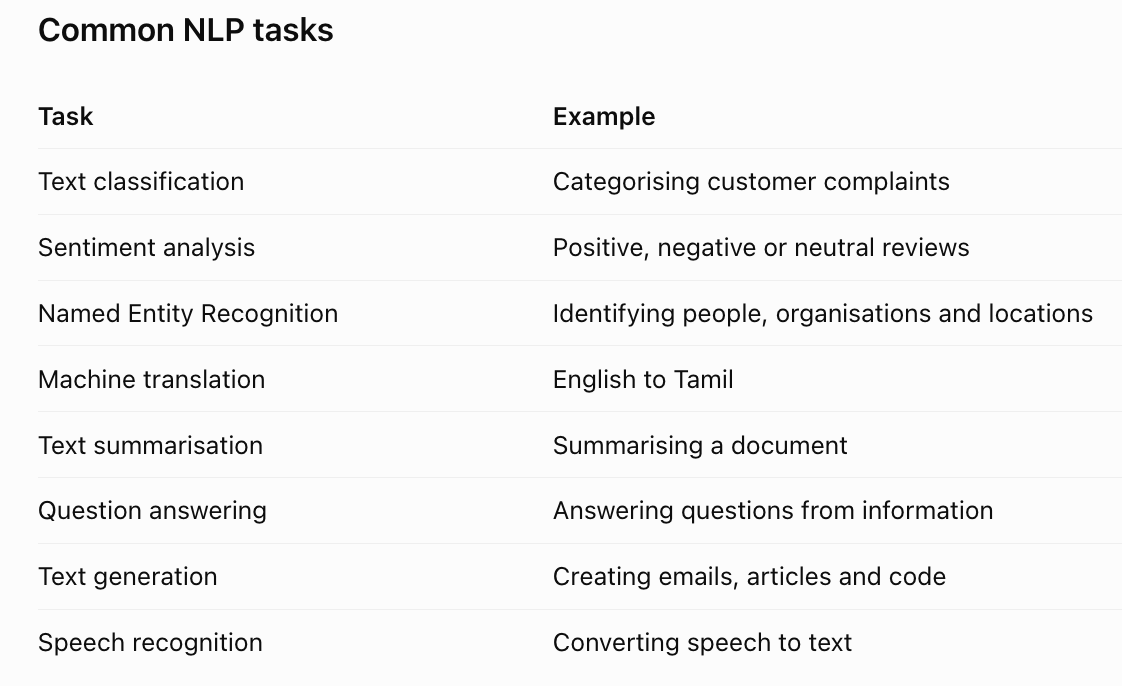 Common NLP tasks
Task Example
Text classification Categorising customer complaints
Sentiment analysis Positive, negative or neutral reviews
Named Entity Recognition Identifying people, organisations and locations
Machine translation English to Tamil
Text summarisation Summarising a document
Question answering Answering questions from information
Text generation Creating emails, articles and code
Speech recognition Converting speech to text